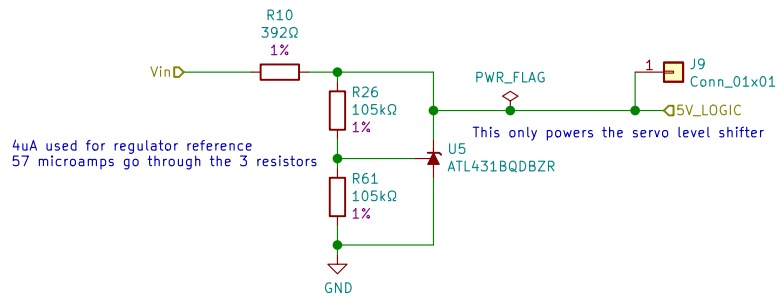 R10
392Ω
1%
Vin
PWR_FLAG
1
J9
Conn_01x01
R26
105kΩ
1%
5V_LOGIC
This only powers the servo level shifter
4uA used for regulator reference
57 microamps go through the 3 resistors
U5
ATL431BQDBZR
R61
105kΩ
1%
GND